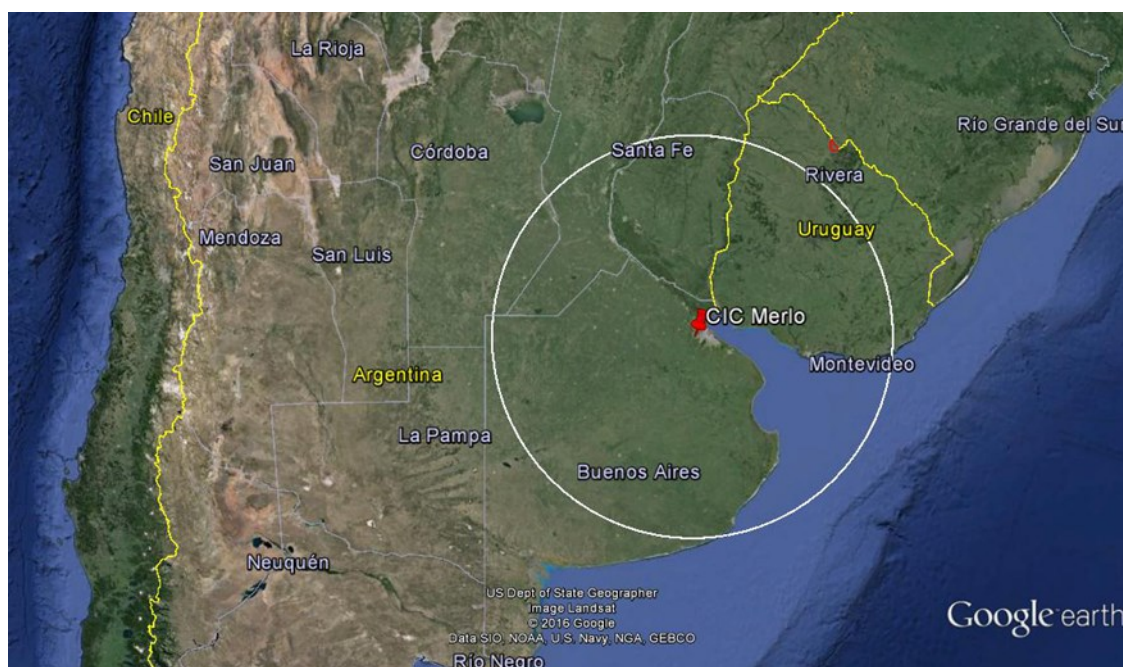 La Rioja
Chile
Río Grande del Sur
Santa Fe
Córdoba
San Juan
Rivera
Uruguay
Mendoza
San Luis
CIC Merlo
Montevideo
Argentina
La Pampa
Buenos Aires
Neuquén
US Dept of State Geographer
Image Landsat
© 2016 Google
Data SIO, NOAA, U.S. Navy, NGA, GEBCO
Google earth
Río Negro